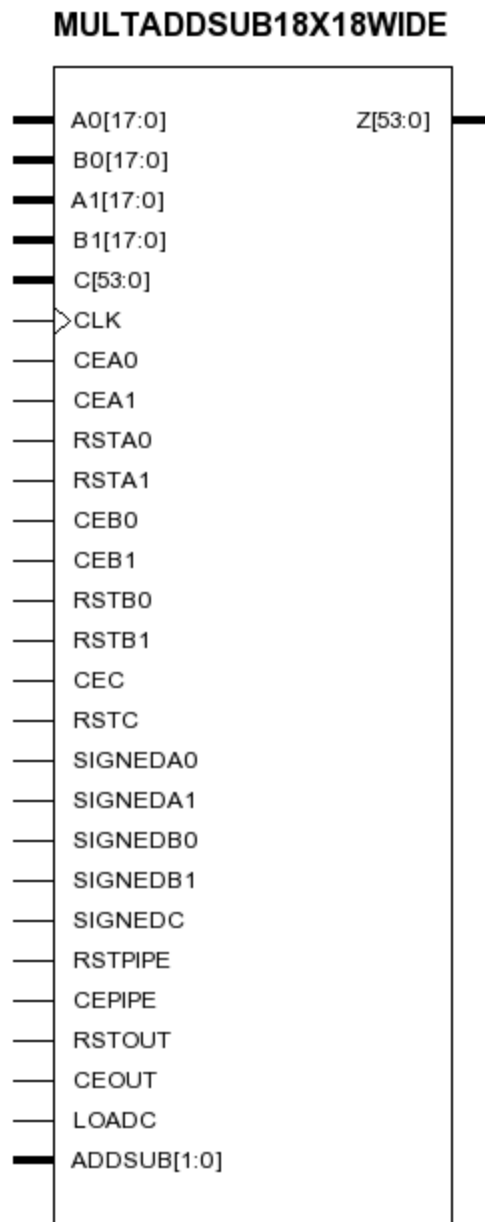 MULTADDSUB18X18WIDE
A0[17:0] Z[53:0]
B0[17:0]
A1[17:0]
B1[17:0]
C[53:0]
CLK
CEA0
CEA1
RSTA0
RSTA1
CEB0
CEB1
RSTB0
RSTB1
CEC
RSTC
SIGNEDA0
SIGNEDA1
SIGNEDB0
SIGNEDB1
SIGNEDC
RSTPIPE
CEPIPE
RSTOUT
CEOUT
LOADC
ADDSUB[1:0]